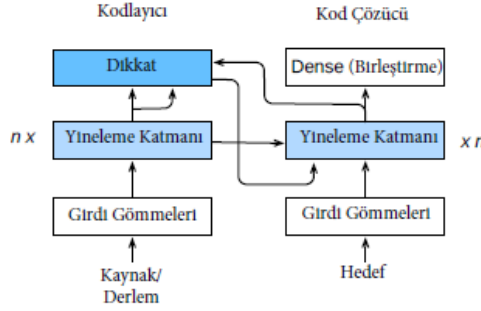 Kodlayıcı
Kod Çözücü
Dikkat
Dense (Birleştirme)
n x
Yineleme Katmanı
Yineleme Katmanı
x n
Girdi Gömmeleri
Girdi Gömmeleri
Kaynak/
Derlem
Hedef